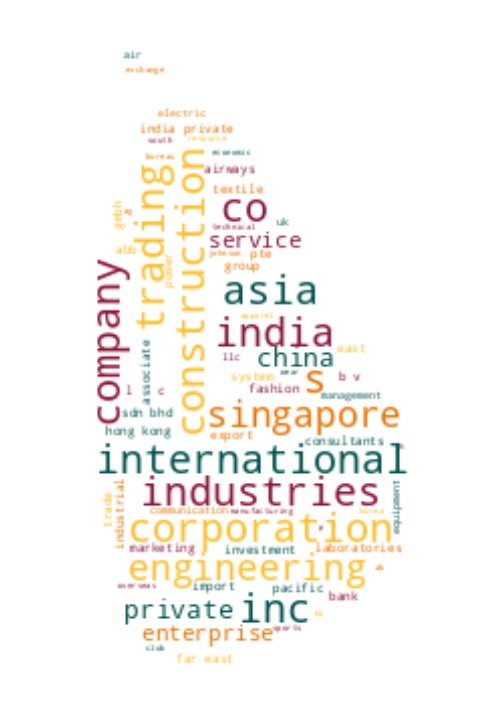 air
exchange
electric
india private
south
resource
bureau
economic
airways
trading
construction
textile
gmbh
co
uk
technical
service
abb
johnson
pte
power
group
company
asia
apparel
india
associate
llc
china
east
system
wear
s
b v
l
c
fashion
management
sdn bhd
singapore
hong kong
export
consultants
international
trade
industrial
industries
equipment
communication
manufacturing
korea
corporation
marketing
investment
laboratories
engineering
overseas
import
pacific
bank
private
inc
enterprise
sports
club
far east